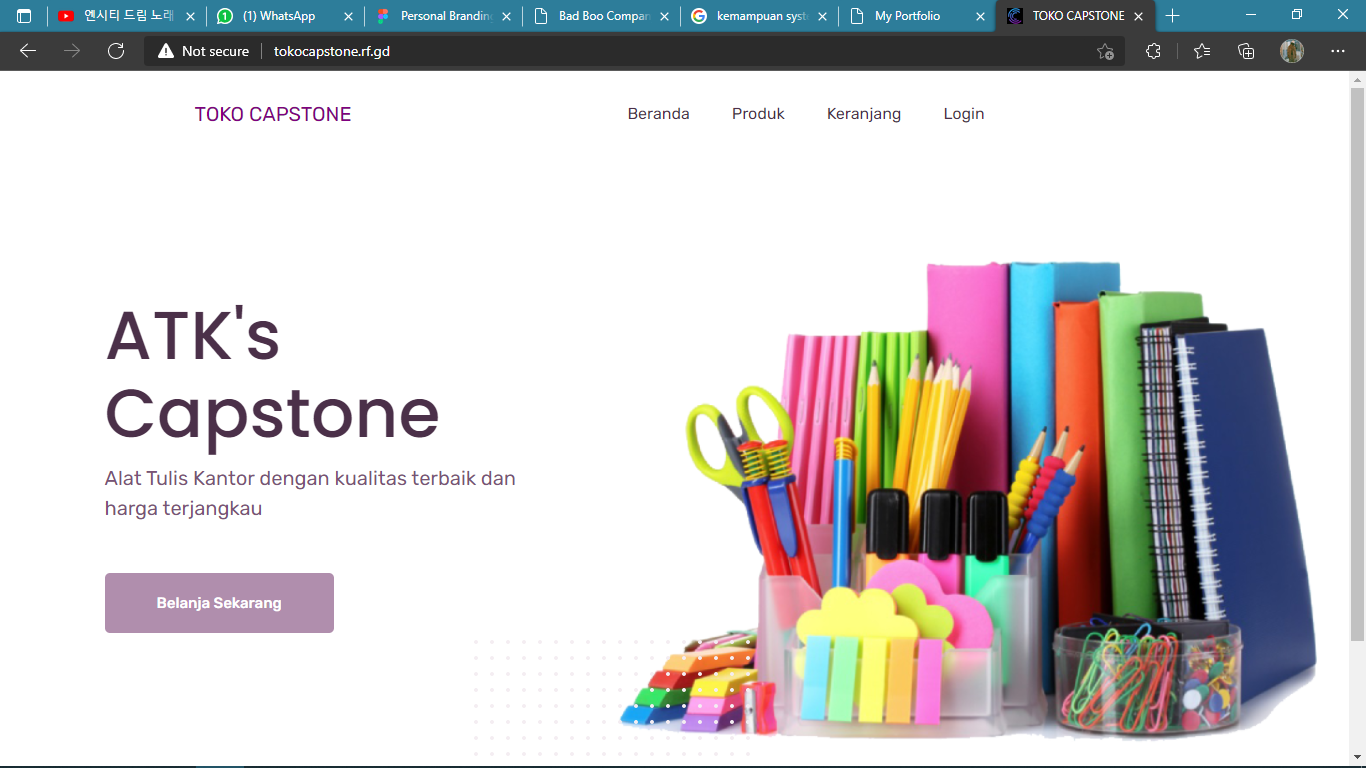 엔시티 드림 노래
(1) WhatsApp
Personal Branding
Bad Boo Compan
kemampuan syst
My Portfolio
TOKO CAPSTONE
Not secure
tokocapstone.rf.gd
TOKO CAPSTONE
Beranda
Produk
Keranjang
Login
ATK's
Capstone
Alat Tulis Kantor dengan kualitas terbaik dan
harga terjangkau
Belanja Sekarang